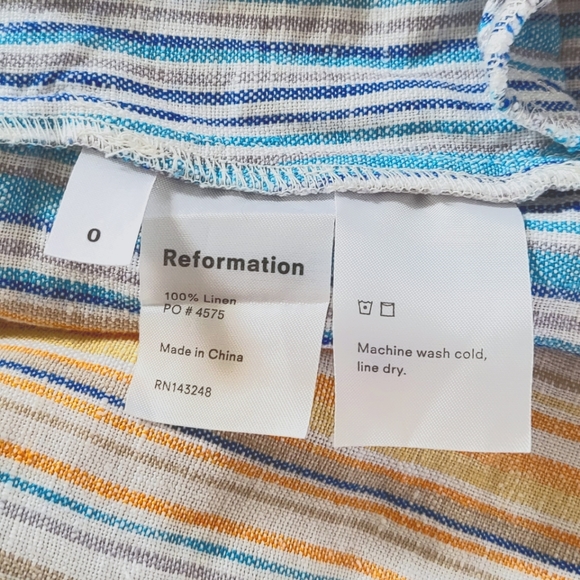 0
Reformation
100% Linen
PO # 4575
Made in China
RN143248
Machine wash cold,
line dry.